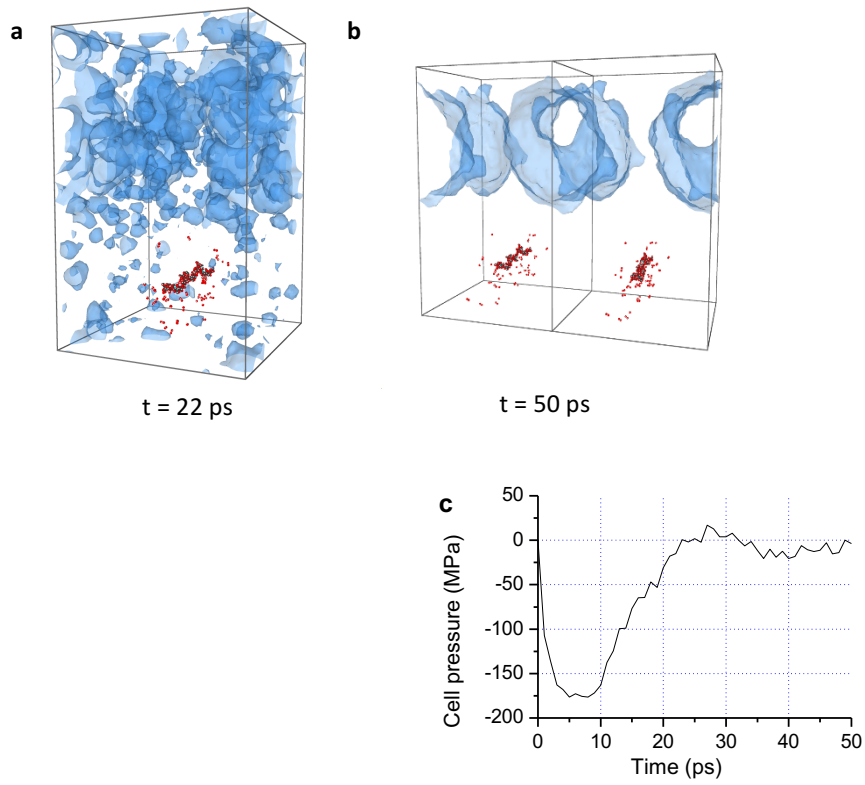 a
b
t = 22 ps
t = 50 ps
c
Cell pressure (MPa)
50
0
-50
-100
-150
-200
0 10 20 30 40 50
Time (ps)